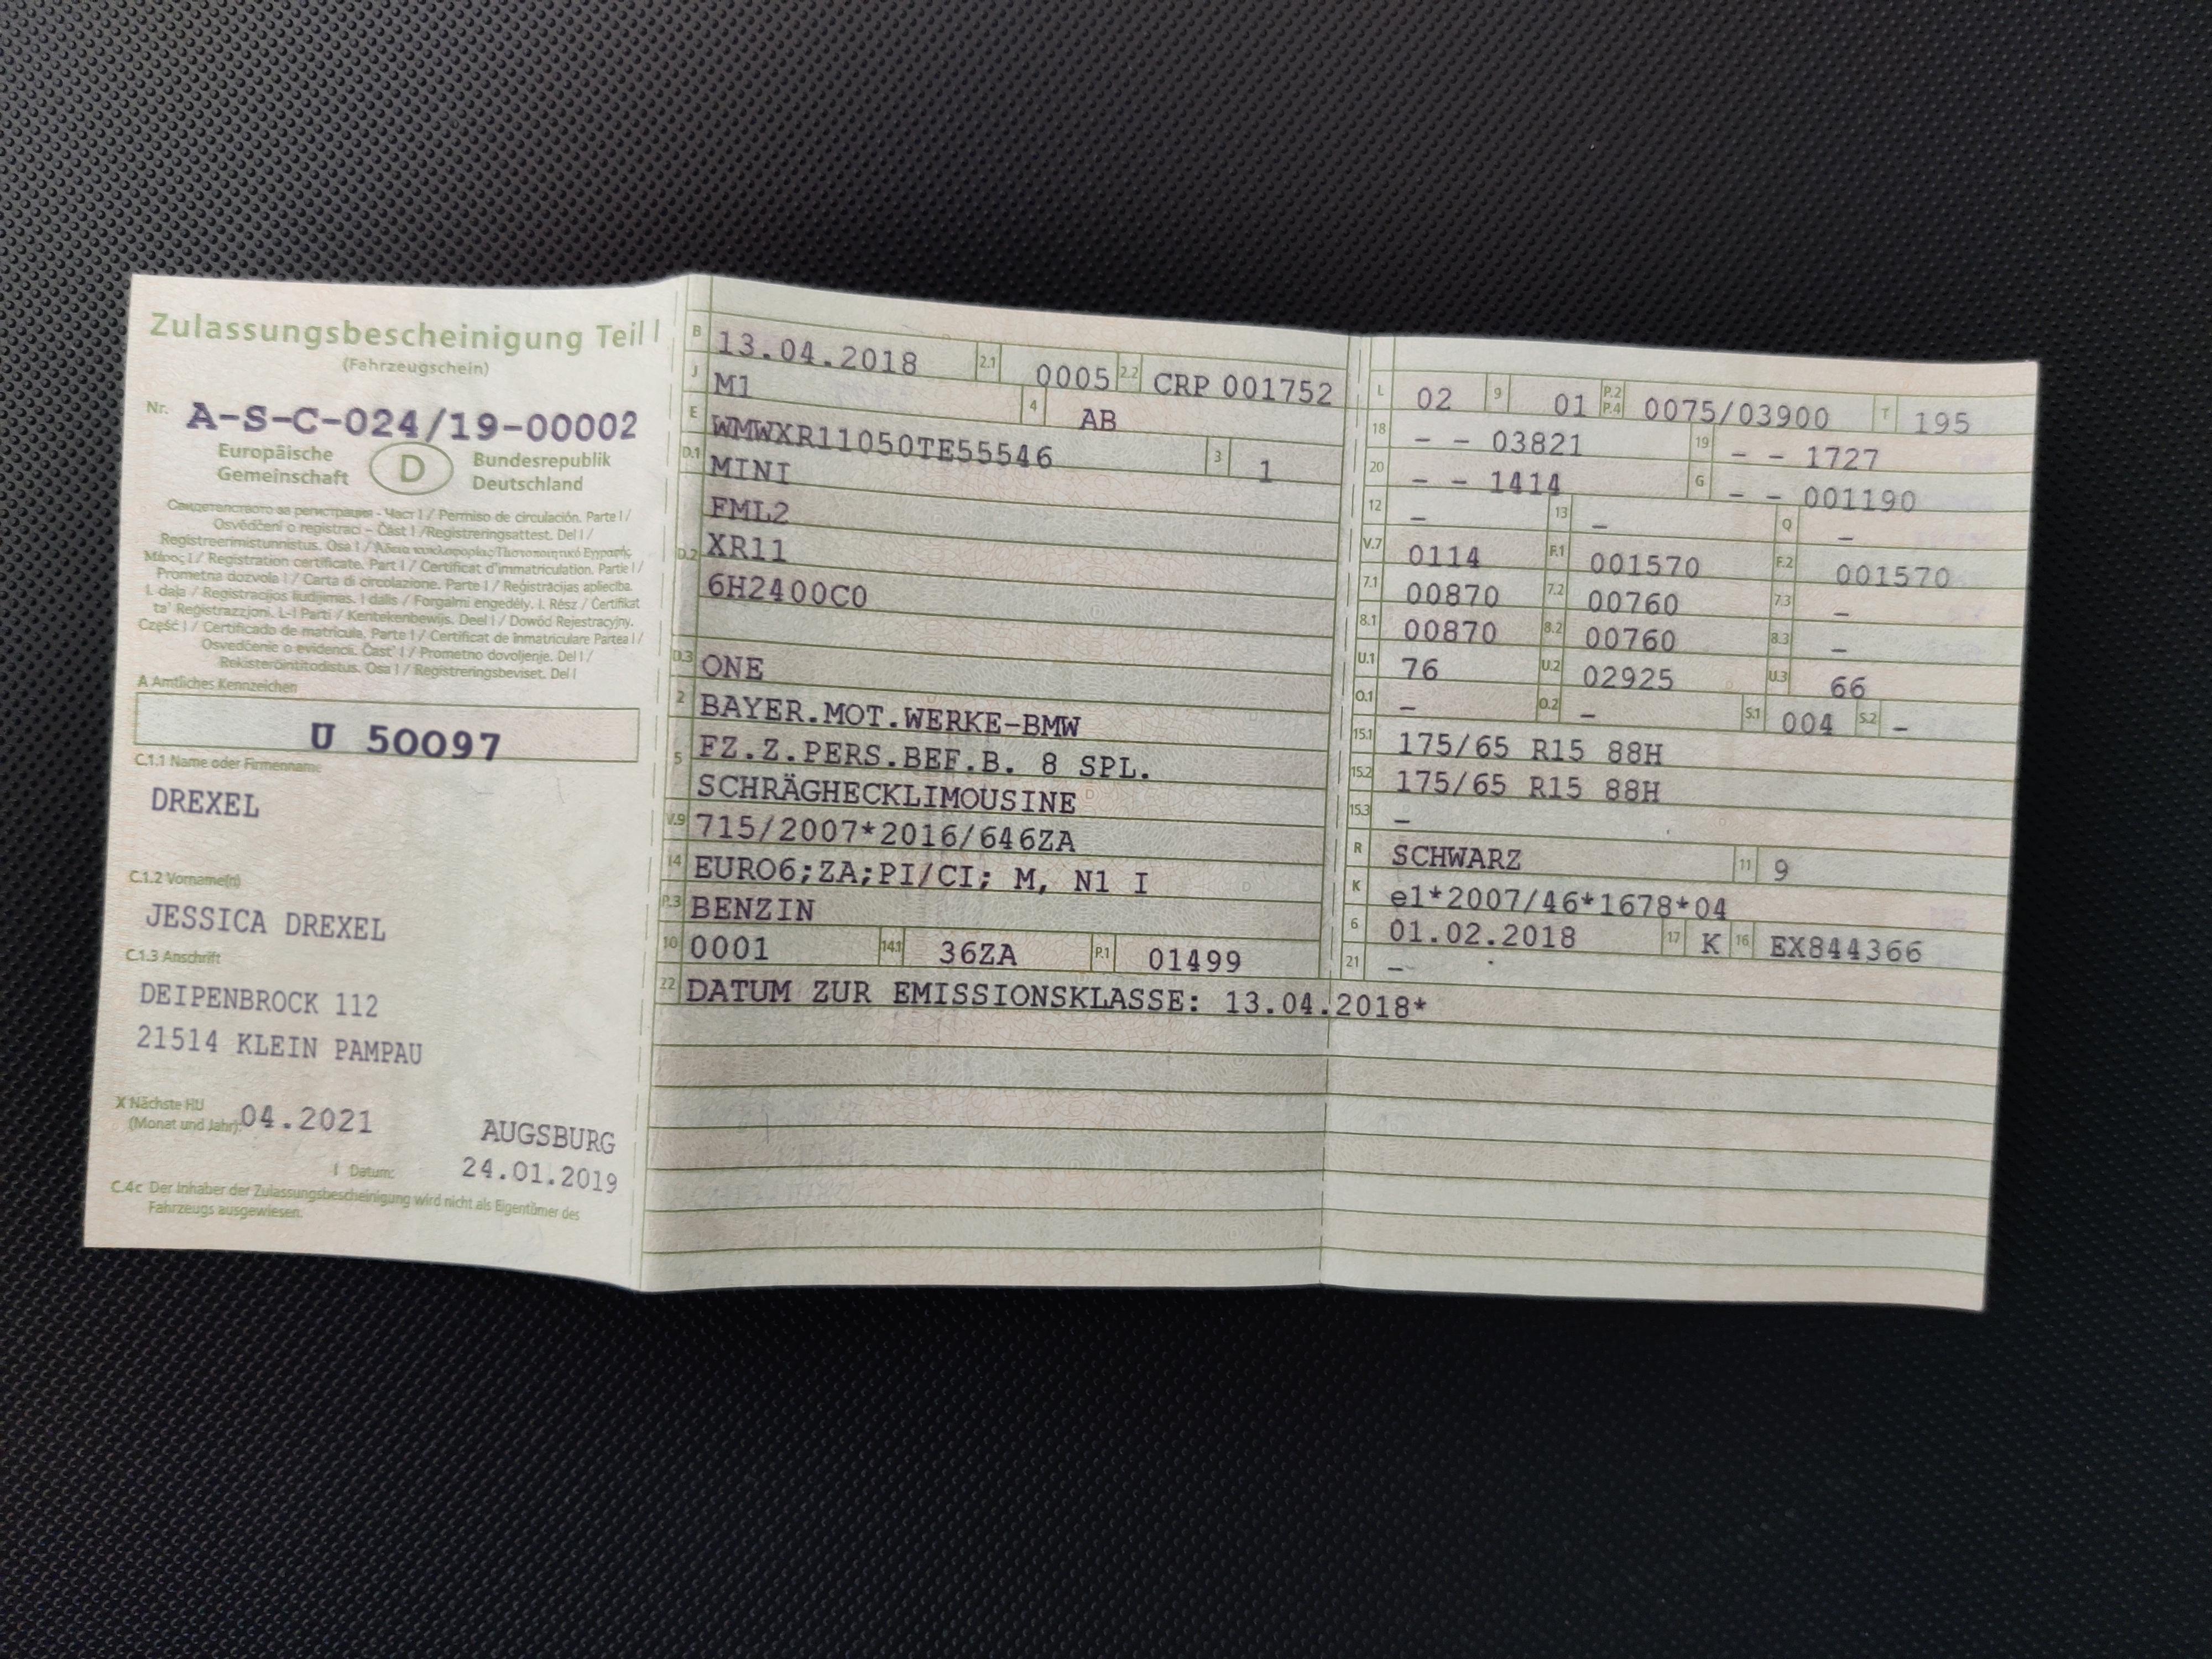 Zulassungsbescheinigung Teil I
(Fahrzeugschein)
Nr. A-S-C-024/19-00002
Europäische Gemeinschaft D Bundesrepublik Deutschland
Свидетелството за регистрация - Част I / Permiso de circulación. Parte I /
Osvědčení o registraci - Část I / Registreringsattest. Del I /
Registreerimistunnistus. Osa I /
Μέρος I / Registration certificate. Part I / Certificat d'immatriculation. Partie I /
Prometna dozvola I / Carta di circolazione. Parte I / Reģistrācijas apliecība.
I. daļa / Registracijos liudijimas. I dalis / Forgalmi engedély. I. Rész / Ċertifikat
ta' Reġistrazzjoni. L-I Parti / Kentekenbewijs. Deel I / Dowód Rejestracyjny.
Część I / Certificado de matrícula. Parte I / Certificat de înmatriculare Partea I /
Osvedčenie o evidencii. Časť I / Prometno dovoljenje. Del I /
Rekisteröintitodistus. Osa I / Registreringsbeviset. Del I
A Amtliches Kennzeichen
U 50097
C.1.1 Name oder Firmenname
DREXEL
C.1.2 Vorname(n)
JESSICA DREXEL
C.1.3 Anschrift
DEIPENBROCK 112
21514 KLEIN PAMPAU
X Nächste HU
(Monat und Jahr): 04.2021
AUGSBURG
I Datum: 24.01.2019
C.4c Der Inhaber der Zulassungsbescheinigung wird nicht als Eigentümer des
Fahrzeugs ausgewiesen.
B 13.04.2018 2.1 0005 2.2 CRP 001752
J M1 4 AB
E WMWXR11050TE55546 3 1
D.1 MINI
FML2
D.2 XR11
6H2400C0
D.3 ONE
2 BAYER.MOT.WERKE-BMW
5 FZ.Z.PERS.BEF.B. 8 SPL.
SCHRÄGHECKLIMOUSINE
V.9 715/2007*2016/646ZA
14 EURO6;ZA;PI/CI; M, N1 I
P.3 BENZIN
10 0001 14.1 36ZA P.1 01499
22 DATUM ZUR EMISSIONSKLASSE: 13.04.2018*
L 02 9 01 P.2 P.4 0075/03900 T 195
18 - - 03821 19 - - 1727
20 - - 1414 G - - 001190
12 - 13 - Q -
V.7 0114 F.1 001570 F.2 001570
7.1 00870 7.2 00760 7.3 -
8.1 00870 8.2 00760 8.3 -
U.1 76 U.2 02925 U.3 66
O.1 - O.2 - S.1 004 S.2 -
15.1 175/65 R15 88H
15.2 175/65 R15 88H
15.3 -
R SCHWARZ 11 9
K e1*2007/46*1678*04
6 01.02.2018 17 K 16 EX844366
21 -